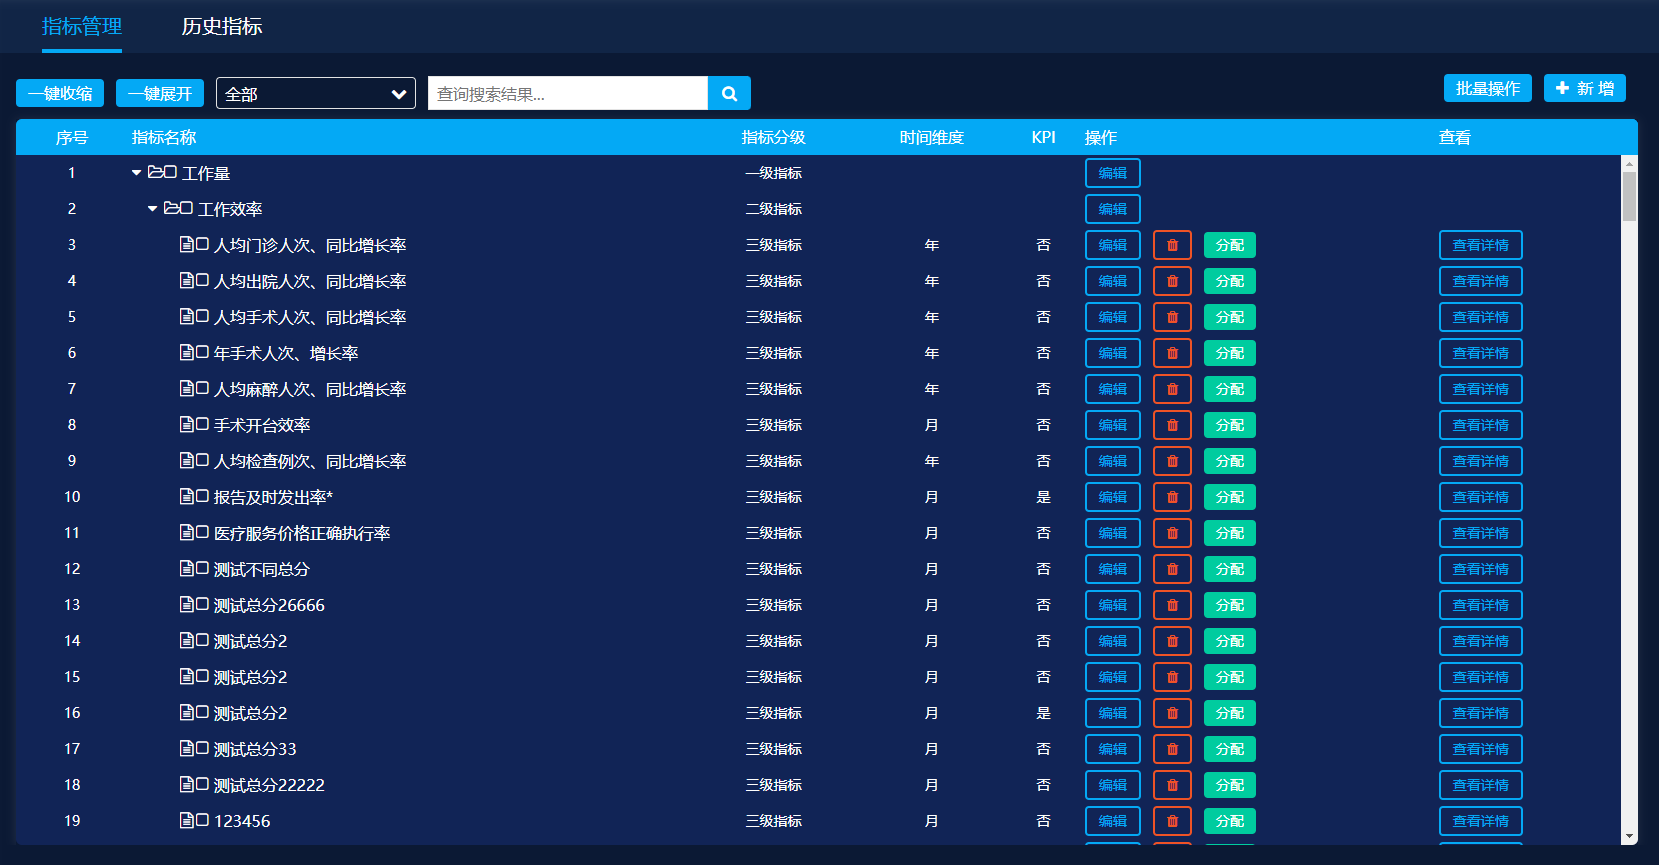 指标管理 历史指标
一键收缩 一键展开 全部 查询搜索结果... 批量操作 新 增
序号 指标名称 指标分级 时间维度 KPI 操作 查看
1 工作量 一级指标 编辑
2 工作效率 二级指标 编辑
3 人均门诊人次、同比增长率 三级指标 年 否 编辑 分配 查看详情
4 人均出院人次、同比增长率 三级指标 年 否 编辑 分配 查看详情
5 人均手术人次、同比增长率 三级指标 年 否 编辑 分配 查看详情
6 年手术人次、增长率 三级指标 年 否 编辑 分配 查看详情
7 人均麻醉人次、同比增长率 三级指标 年 否 编辑 分配 查看详情
8 手术开台效率 三级指标 月 否 编辑 分配 查看详情
9 人均检查例次、同比增长率 三级指标 年 否 编辑 分配 查看详情
10 报告及时发出率* 三级指标 月 是 编辑 分配 查看详情
11 医疗服务价格正确执行率 三级指标 月 否 编辑 分配 查看详情
12 测试不同总分 三级指标 月 否 编辑 分配 查看详情
13 测试总分26666 三级指标 月 否 编辑 分配 查看详情
14 测试总分2 三级指标 月 否 编辑 分配 查看详情
15 测试总分2 三级指标 月 否 编辑 分配 查看详情
16 测试总分2 三级指标 月 是 编辑 分配 查看详情
17 测试总分33 三级指标 月 否 编辑 分配 查看详情
18 测试总分22222 三级指标 月 否 编辑 分配 查看详情
19 123456 三级指标 月 否 编辑 分配 查看详情